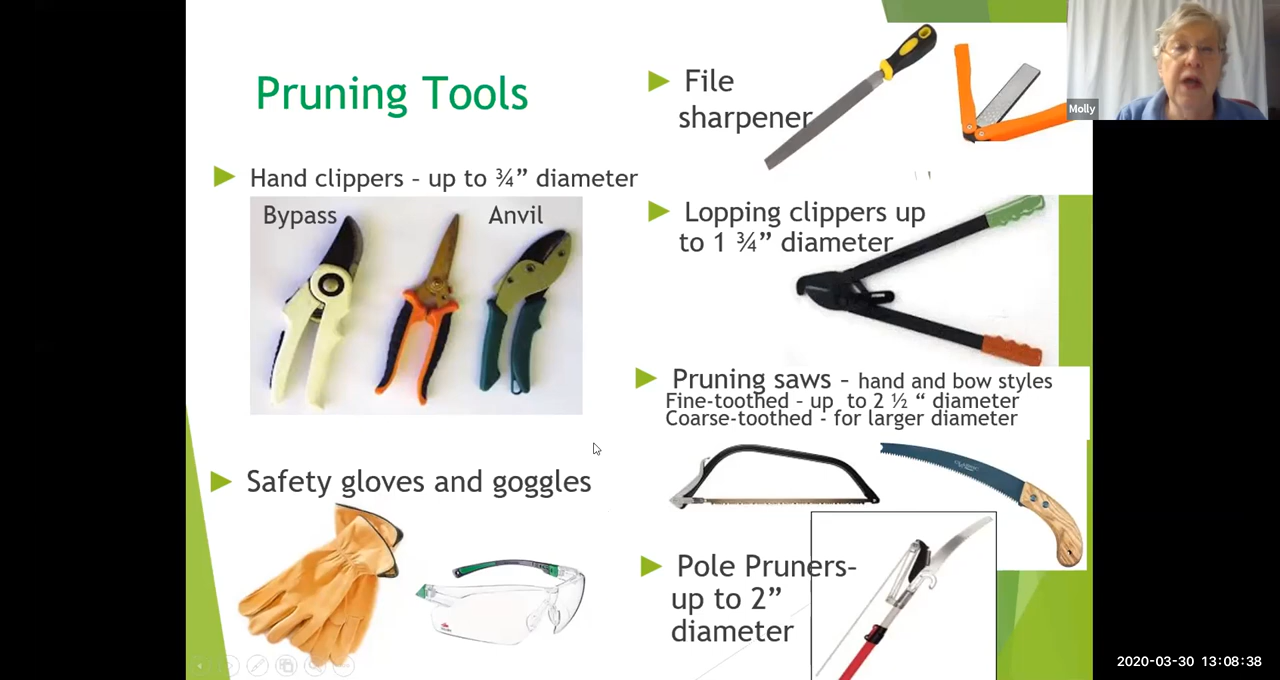 Pruning Tools
Hand clippers – up to ¾” diameter
Bypass
Anvil
Safety gloves and goggles
File
sharpener
Lopping clippers up
to 1 ¾” diameter
Pruning saws – hand and bow styles
Fine-toothed – up to 2 ½ “ diameter
Coarse-toothed - for larger diameter
Pole Pruners–
up to 2”
diameter
Molly
2020-03-30 13:08:38